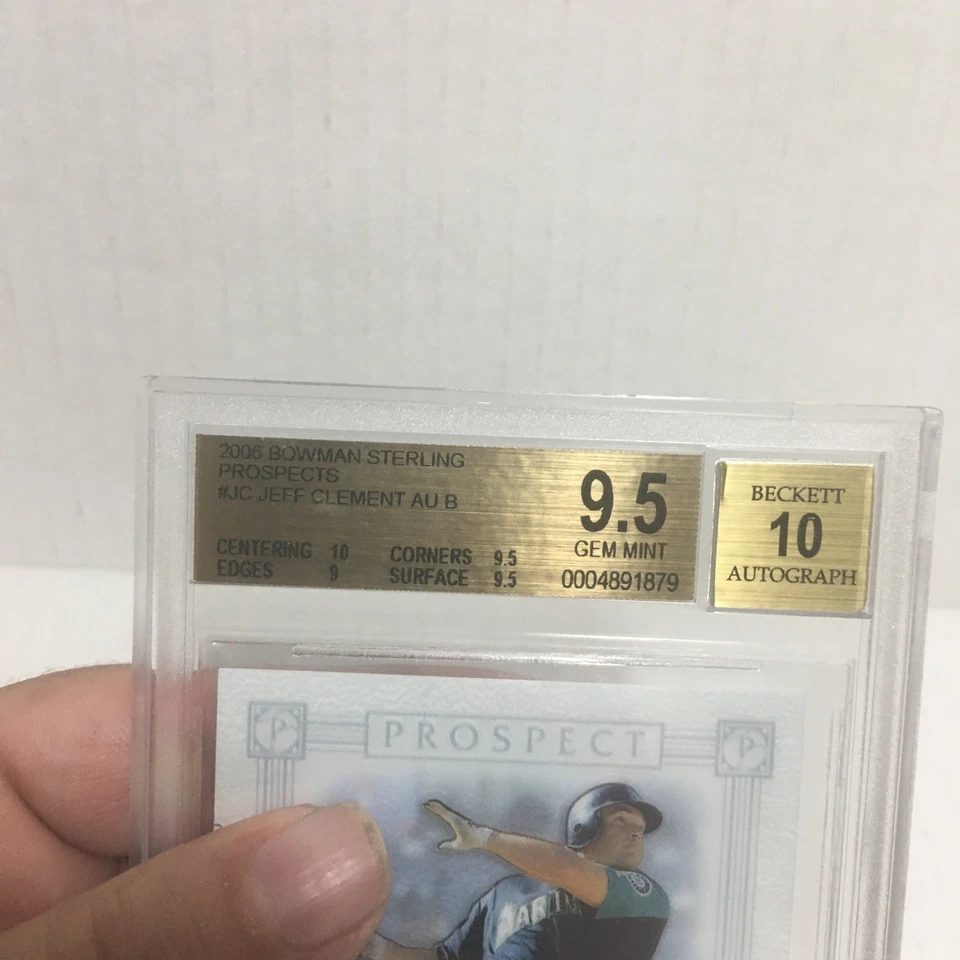 2006 BOWMAN STERLING
PROSPECTS
#JC JEFF CLEMENT AU B
CENTERING 10 CORNERS 9.5
EDGES 9 SURFACE 9.5
9.5
GEM MINT
0004891879
BECKETT
10
AUTOGRAPH
P PROSPECT P